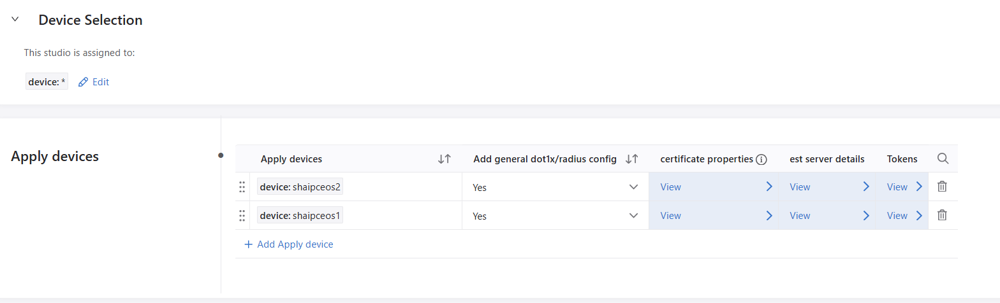 Device Selection
This studio is assigned to:
device: * Edit
Apply devices
Apply devices Add general dot1x/radius config certificate properties est server details Tokens
device: shaipceos2 Yes View View View
device: shaipceos1 Yes View View View
+ Add Apply device